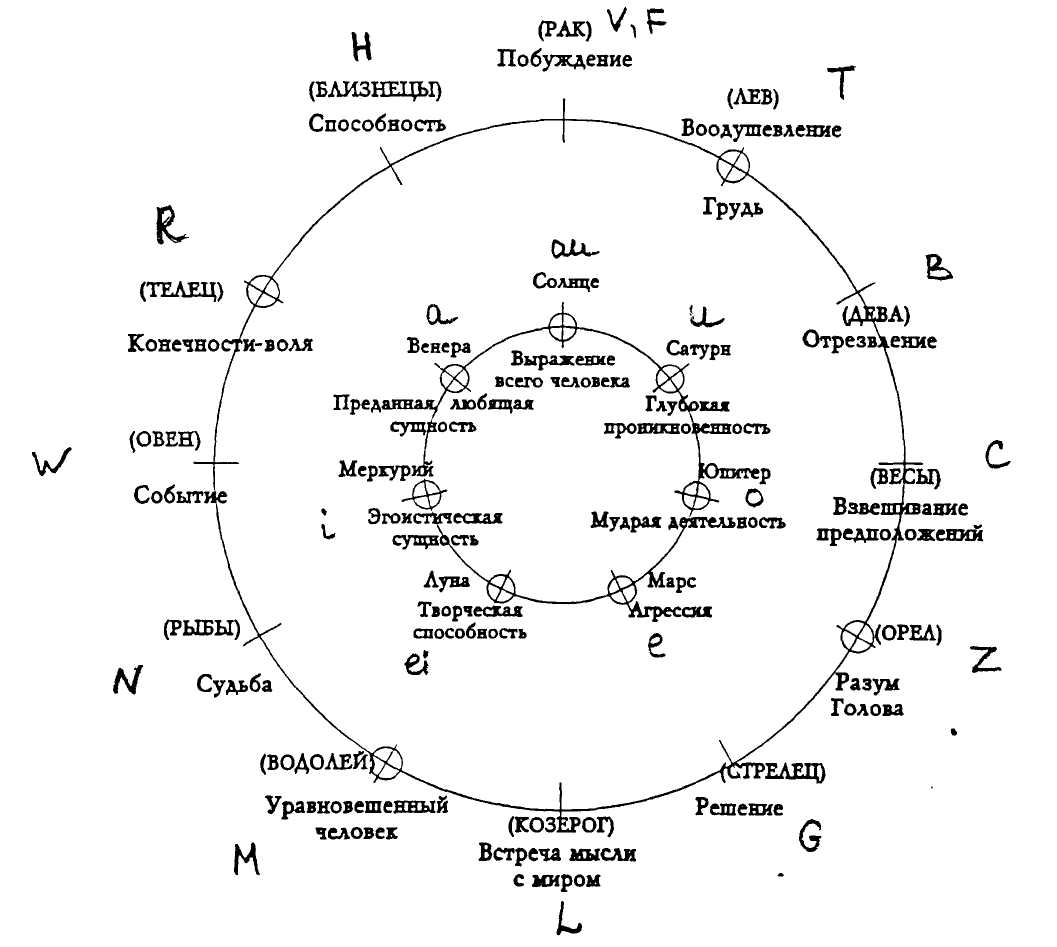 V, F
(РАК)
Побуждение
H
(БЛИЗНЕЦЫ)
Способность
T
(ЛЕВ)
Воодушевление
Грудь
R
(ТЕЛЕЦ)
Конечности-воля
B
(ДЕВА)
Отрезвление
au
Солнце
Выражение
всего человека
a
Венера
Преданная, любящая
сущность
u
Сатурн
Глубокая
проникновенность
W
(ОВЕН)
Событие
Меркурий
Эгоистическая
сущность
i
Юпитер
o
Мудрая деятельность
C
(ВЕСЫ)
Взвешивание
предположений
Луна
Творческая
способность
ei
Марс
Агрессия
e
(РЫБЫ)
N
Судьба
(ОРЕЛ)
Z
Разум
Голова
(ВОДОЛЕЙ)
Уравновешенный
человек
M
(КОЗЕРОГ)
Встреча мысли
с миром
L
(СТРЕЛЕЦ)
Решение
G